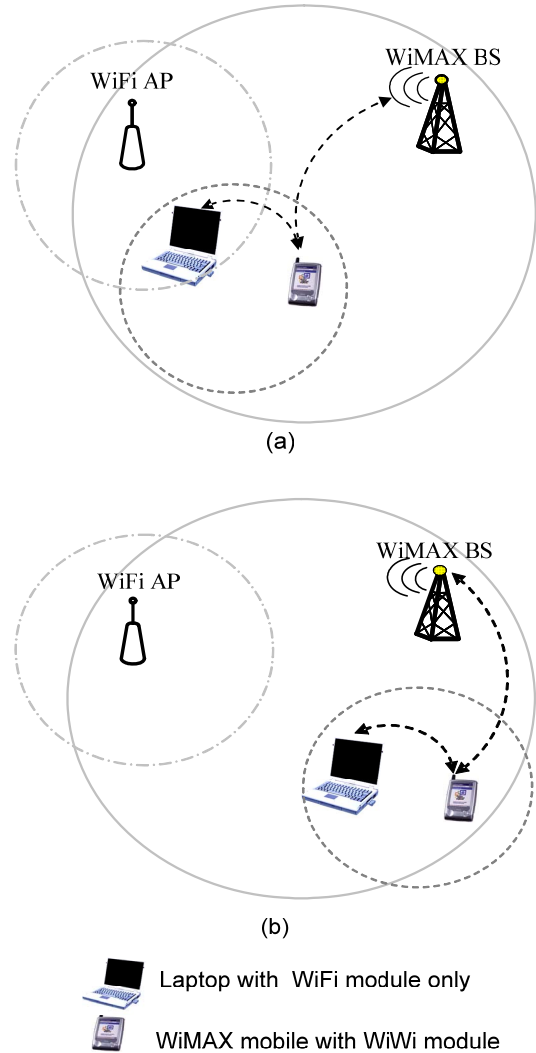 WiMAX BS
WiFi AP
(a)
WiMAX BS
WiFi AP
(b)
Laptop with WiFi module only
WiMAX mobile with WiWi module